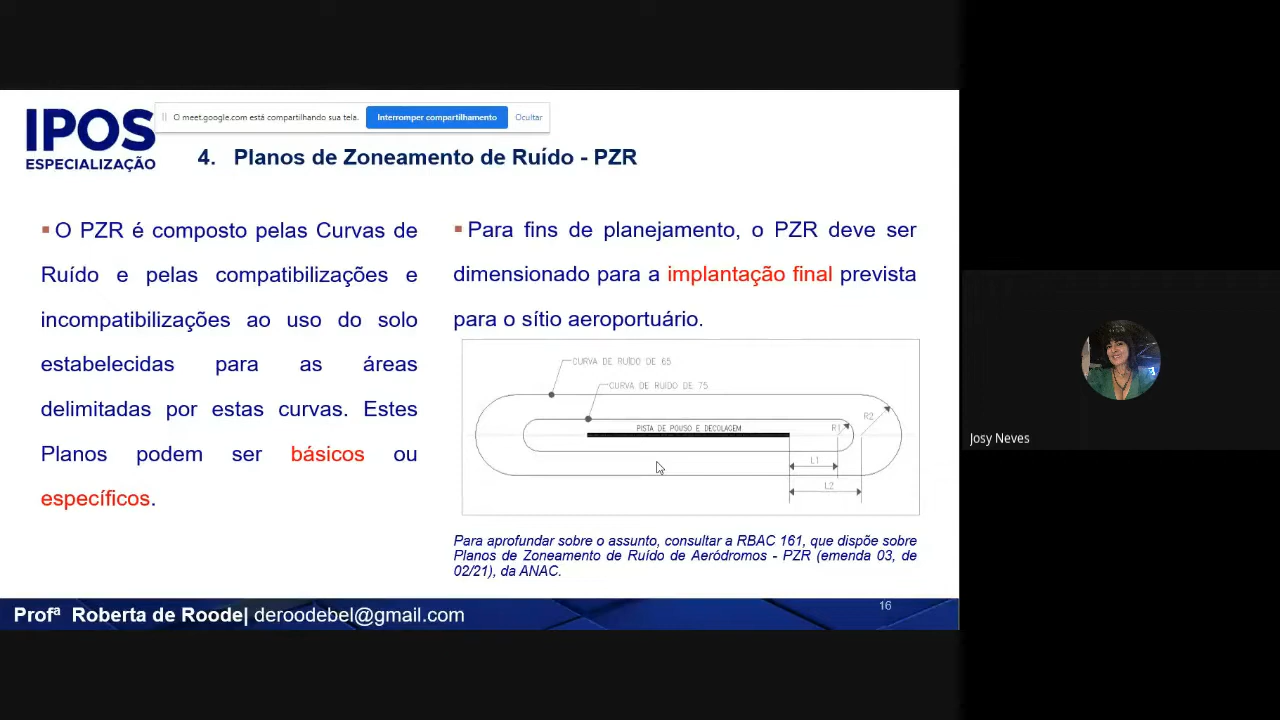 IPOS
ESPECIALIZAÇÃO
O meet.google.com está compartilhando sua tela.
Interromper compartilhamento
Ocultar
4. Planos de Zoneamento de Ruído - PZR
O PZR é composto pelas Curvas de
Ruído e pelas compatibilizações e
incompatibilizações ao uso do solo
estabelecidas para as áreas
delimitadas por estas curvas. Estes
Planos podem ser básicos ou
específicos.
Para fins de planejamento, o PZR deve ser
dimensionado para a implantação final prevista
para o sítio aeroportuário.
CURVA DE RUÍDO DE 65
CURVA DE RUÍDO DE 75
PISTA DE POUSO E DECOLAGEM
R1
R2
L1
L2
Para aprofundar sobre o assunto, consultar a RBAC 161, que dispõe sobre
Planos de Zoneamento de Ruído de Aeródromos - PZR (emenda 03, de
02/21), da ANAC.
Profª Roberta de Roode| deroodebel@gmail.com
16
Josy Neves